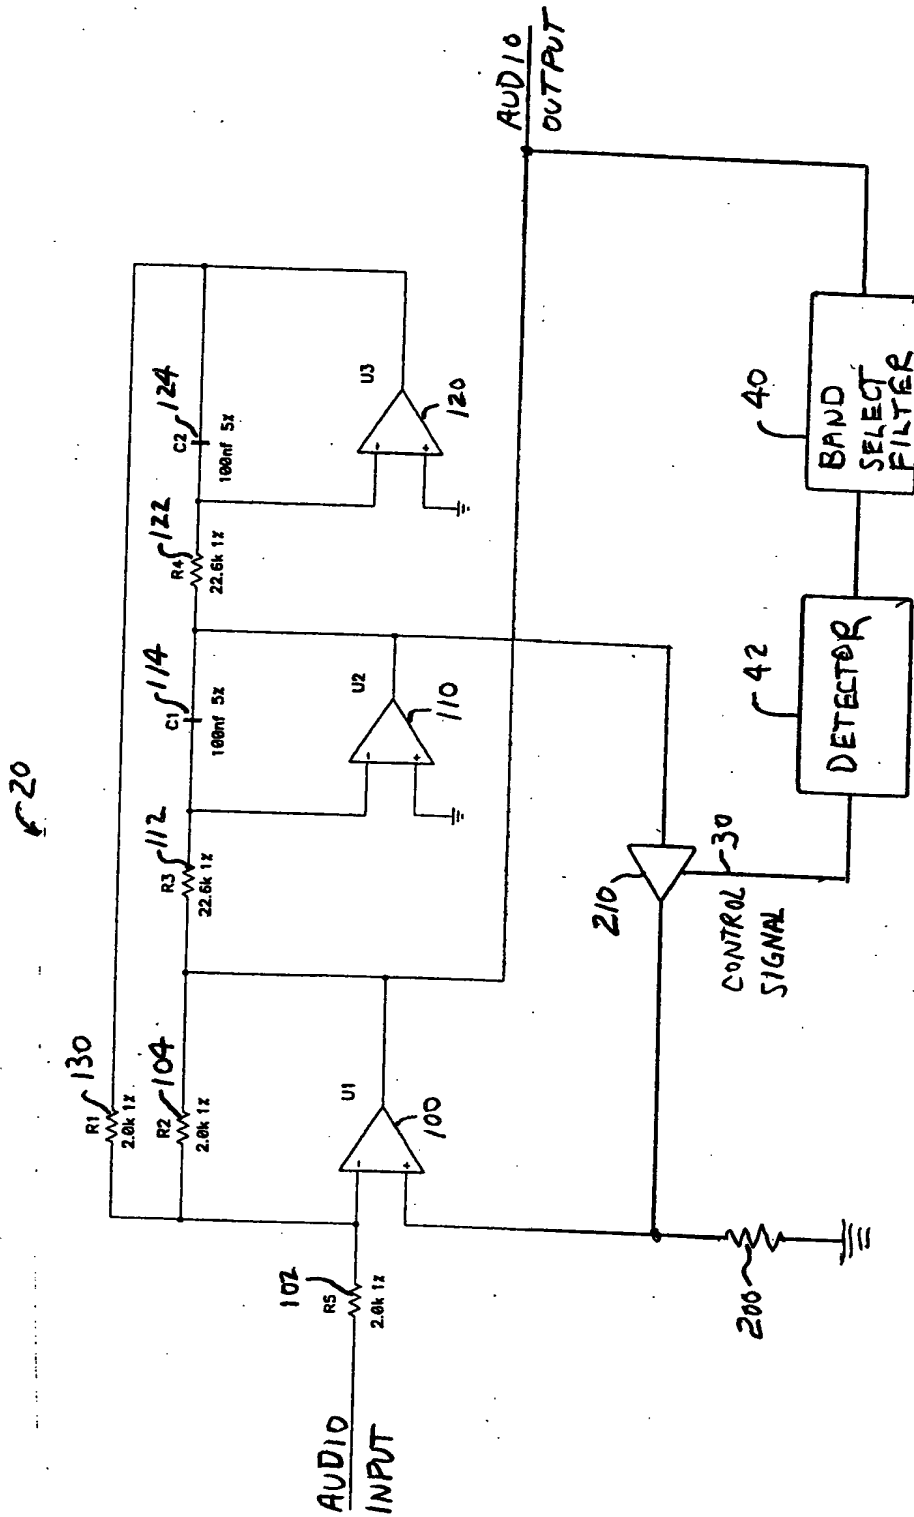 20
130
R1
2.0k 1%
104
R2
2.0k 1%
112
R3
22.6k 1%
114
C1
100nf 5%
122
R4
22.6k 1%
124
C2
100nf 5%
102
R5
2.0k 1%
AUDIO
INPUT
U1
-
+
100
U2
-
+
110
U3
-
+
120
AUDIO
OUTPUT
200
210
30
CONTROL
SIGNAL
42
DETECTOR
40
BAND
SELECT
FILTER